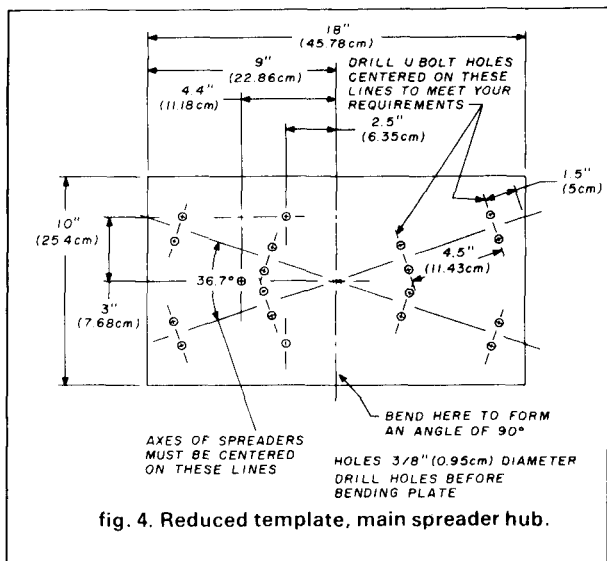 18"
(45.78cm)
9"
(22.86cm)
DRILL U BOLT HOLES
CENTERED ON THESE
LINES TO MEET YOUR
REQUIREMENTS
4.4"
(11.18cm)
2.5"
(6.35cm)
1.5"
(5cm)
10"
(25.4cm)
4.5"
(11.43cm)
36.7°
3"
(7.68cm)
BEND HERE TO FORM
AN ANGLE OF 90°
AXES OF SPREADERS
MUST BE CENTERED
ON THESE LINES
HOLES 3/8" (0.95cm) DIAMETER
DRILL HOLES BEFORE
BENDING PLATE
fig. 4. Reduced template, main spreader hub.